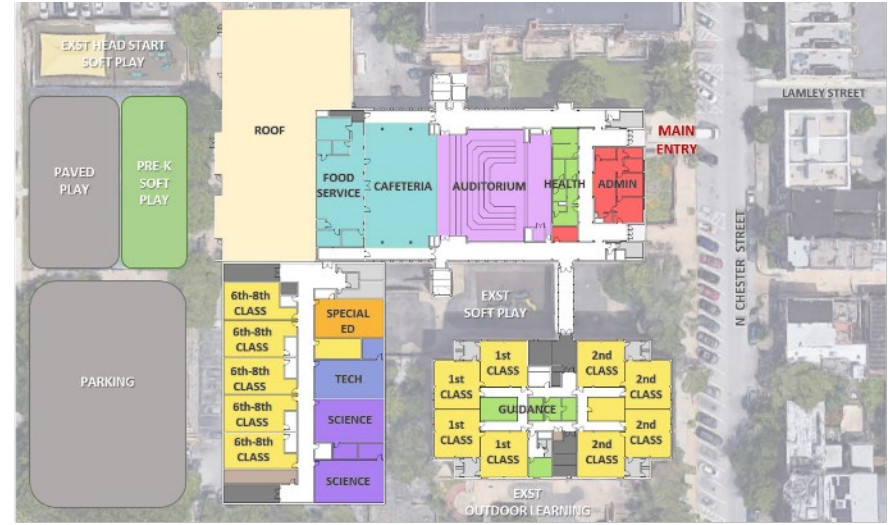 EXST HEAD START
SOFT PLAY
PAVED
PLAY
PRE-K
SOFT
PLAY
ROOF
FOOD
SERVICE
CAFETERIA
AUDITORIUM
HEALTH
ADMIN
MAIN
ENTRY
LAMLEY STREET
N CHESTER STREET
PARKING
6th-8th
CLASS
6th-8th
CLASS
6th-8th
CLASS
6th-8th
CLASS
6th-8th
CLASS
SPECIAL
ED
TECH
SCIENCE
SCIENCE
EXST
SOFT PLAY
1st
CLASS
1st
CLASS
2nd
CLASS
2nd
CLASS
GUIDANCE
1st
CLASS
1st
CLASS
2nd
CLASS
2nd
CLASS
EXST
OUTDOOR LEARNING